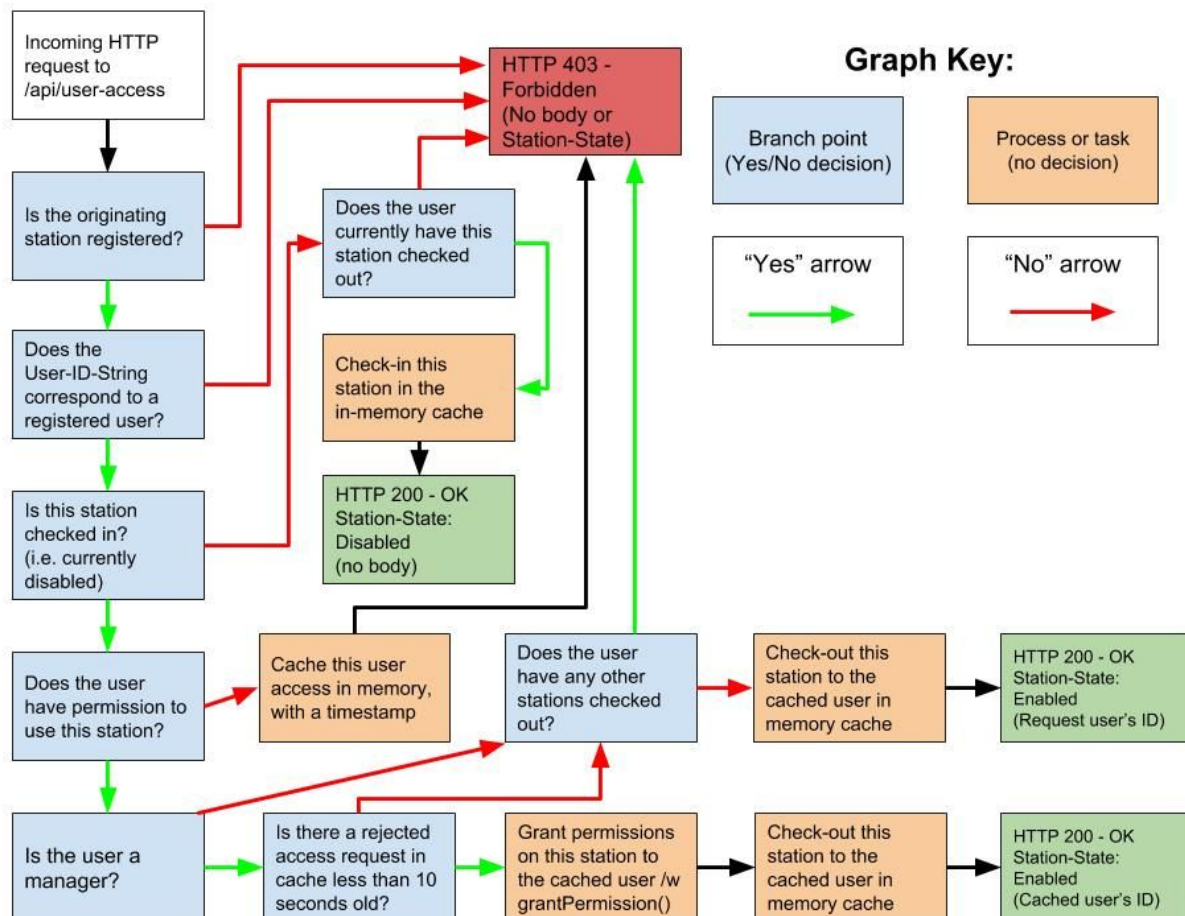 Incoming HTTP
request to
/api/user-access
HTTP 403 -
Forbidden
(No body or
Station-State)
Graph Key:
Branch point
(Yes/No decision)
Process or task
(no decision)
“Yes” arrow
“No” arrow
Is the originating
station registered?
Does the user
currently have this
station checked
out?
Does the
User-ID-String
correspond to a
registered user?
Check-in this
station in the
in-memory cache
Is this station
checked in?
(i.e. currently
disabled)
HTTP 200 - OK
Station-State:
Disabled
(no body)
Does the user
have permission to
use this station?
Cache this user
access in memory,
with a timestamp
Does the user
have any other
stations checked
out?
Check-out this
station to the
cached user in
memory cache
HTTP 200 - OK
Station-State:
Enabled
(Request user's ID)
Is the user a
manager?
Is there a rejected
access request in
cache less than 10
seconds old?
Grant permissions
on this station to
the cached user /w
grantPermission()
Check-out this
station to the
cached user in
memory cache
HTTP 200 - OK
Station-State:
Enabled
(Cached user's ID)